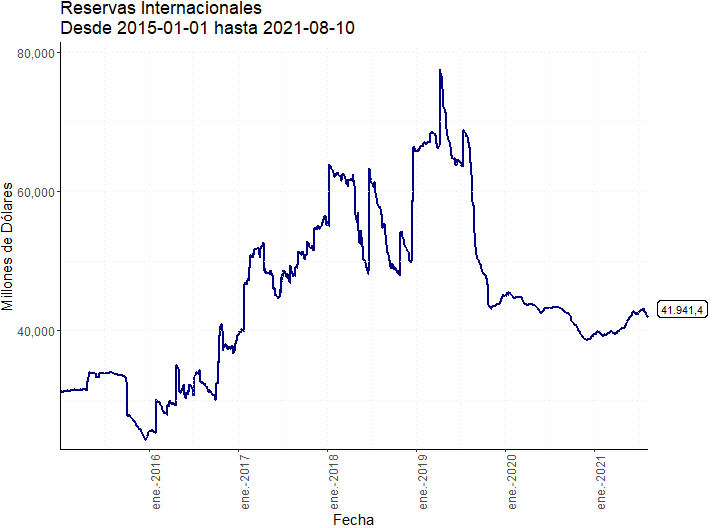 Reservas Internacionales
Desde 2015-01-01 hasta 2021-08-10
Millones de Dólares
80,000
60,000
40,000
41.941,4
ene.-2016
ene.-2017
ene.-2018
ene.-2019
ene.-2020
ene.-2021
Fecha